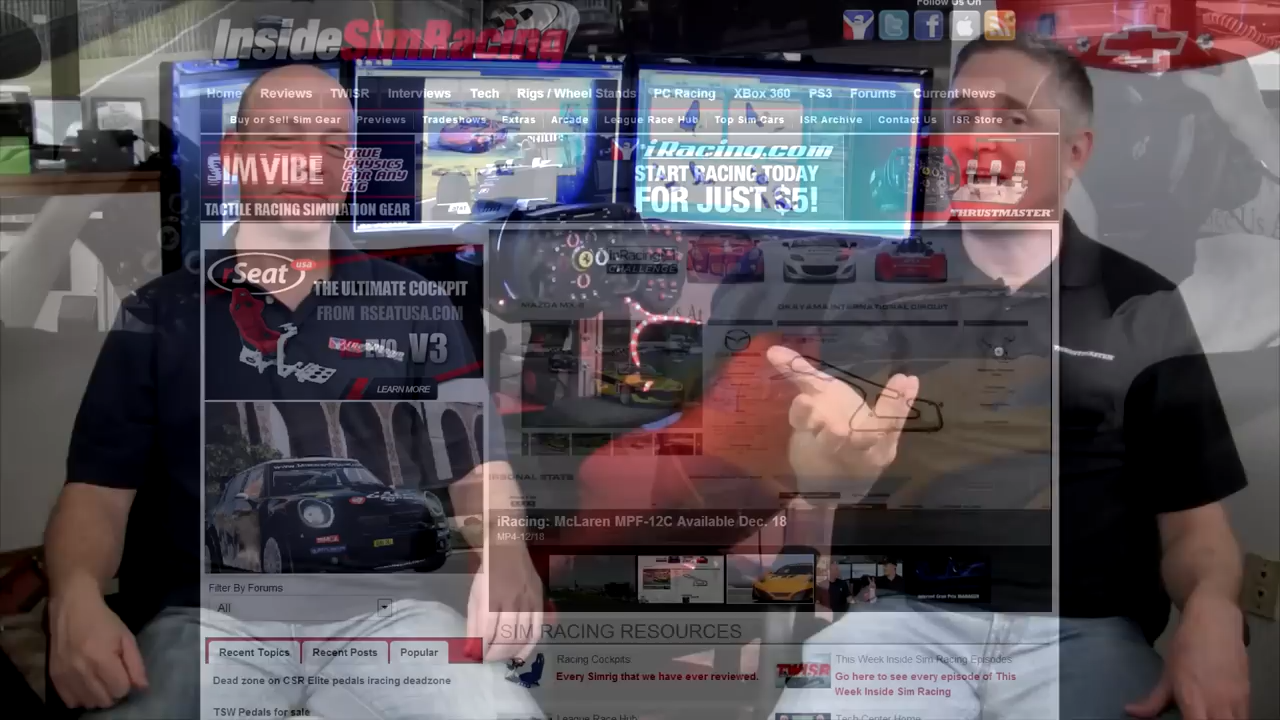 Follow Us On
InsideSimRacing
Home Reviews TWISR Interviews Tech Rigs / Wheel Stands PC Racing XBox 360 PS3 Forums Current News
Buy or Sell Sim Gear Previews Tradeshows Extras Arcade League Race Hub Top Sim Cars ISR Archive Contact Us ISR Store
SIMVIBE
TRUE
PHYSICS
FOR ANY
TACTILE RACING SIMULATION GEAR
iRacing.com
START RACING TODAY
FOR JUST $5!
THRUSTMASTER
rSeat usa
THE ULTIMATE COCKPIT
FROM RSEATUSA.COM
EVO V3
LEARN MORE
CHALLENGE
MAZDA MX-5
OKAYAMA INTERNATIONAL CIRCUIT
iRacing: McLaren MPF-12C Available Dec. 18
MP4-12/18
Filter By Forums
All
SIM RACING RESOURCES
Recent Topics Recent Posts Popular
Racing Cockpits:
Every Simrig that we have ever reviewed.
TWISR
This Week Inside Sim Racing Episodes
Go here to see every episode of This
Week Inside Sim Racing
Dead zone on CSR Elite pedals iracing deadzone
TSW Pedals for sale
League Race Hub
Tech Center Home